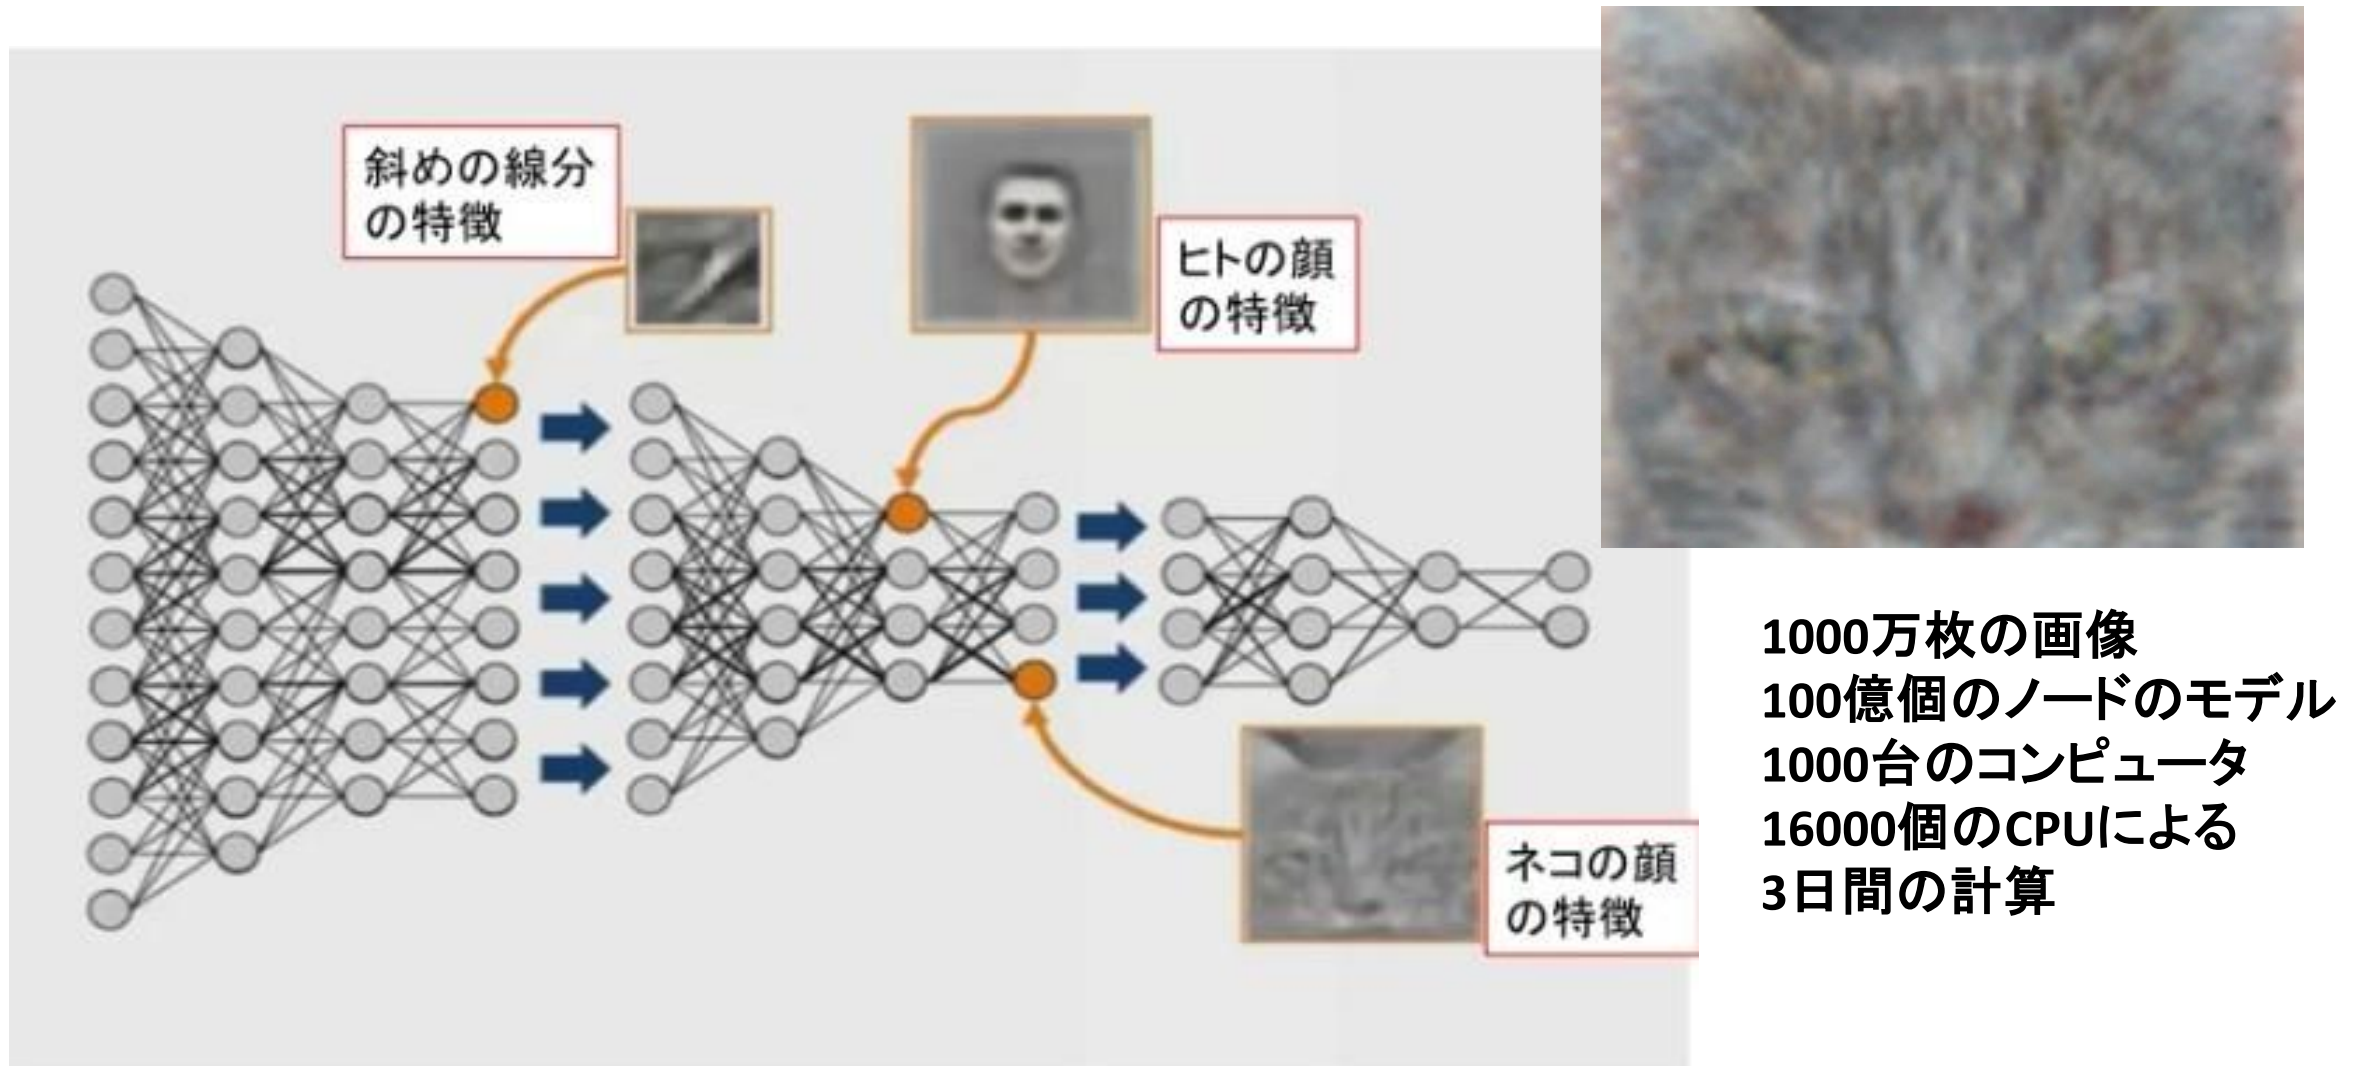 斜めの線分
の特徴
ヒトの顔
の特徴
ネコの顔
の特徴
1000万枚の画像
100億個のノードのモデル
1000台のコンピュータ
16000個のCPUによる
3日間の計算